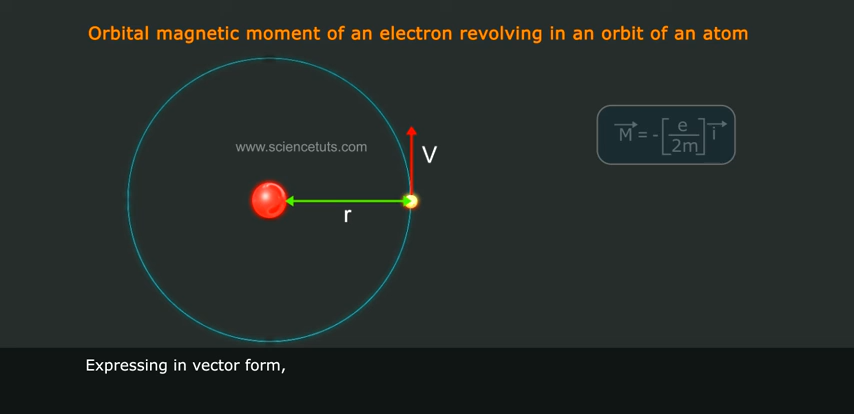 Orbital magnetic moment of an electron revolving in an orbit of an atom
www.sciencetuts.com
V
r
M⃗ = -[e/2m] i⃗
Expressing in vector form,